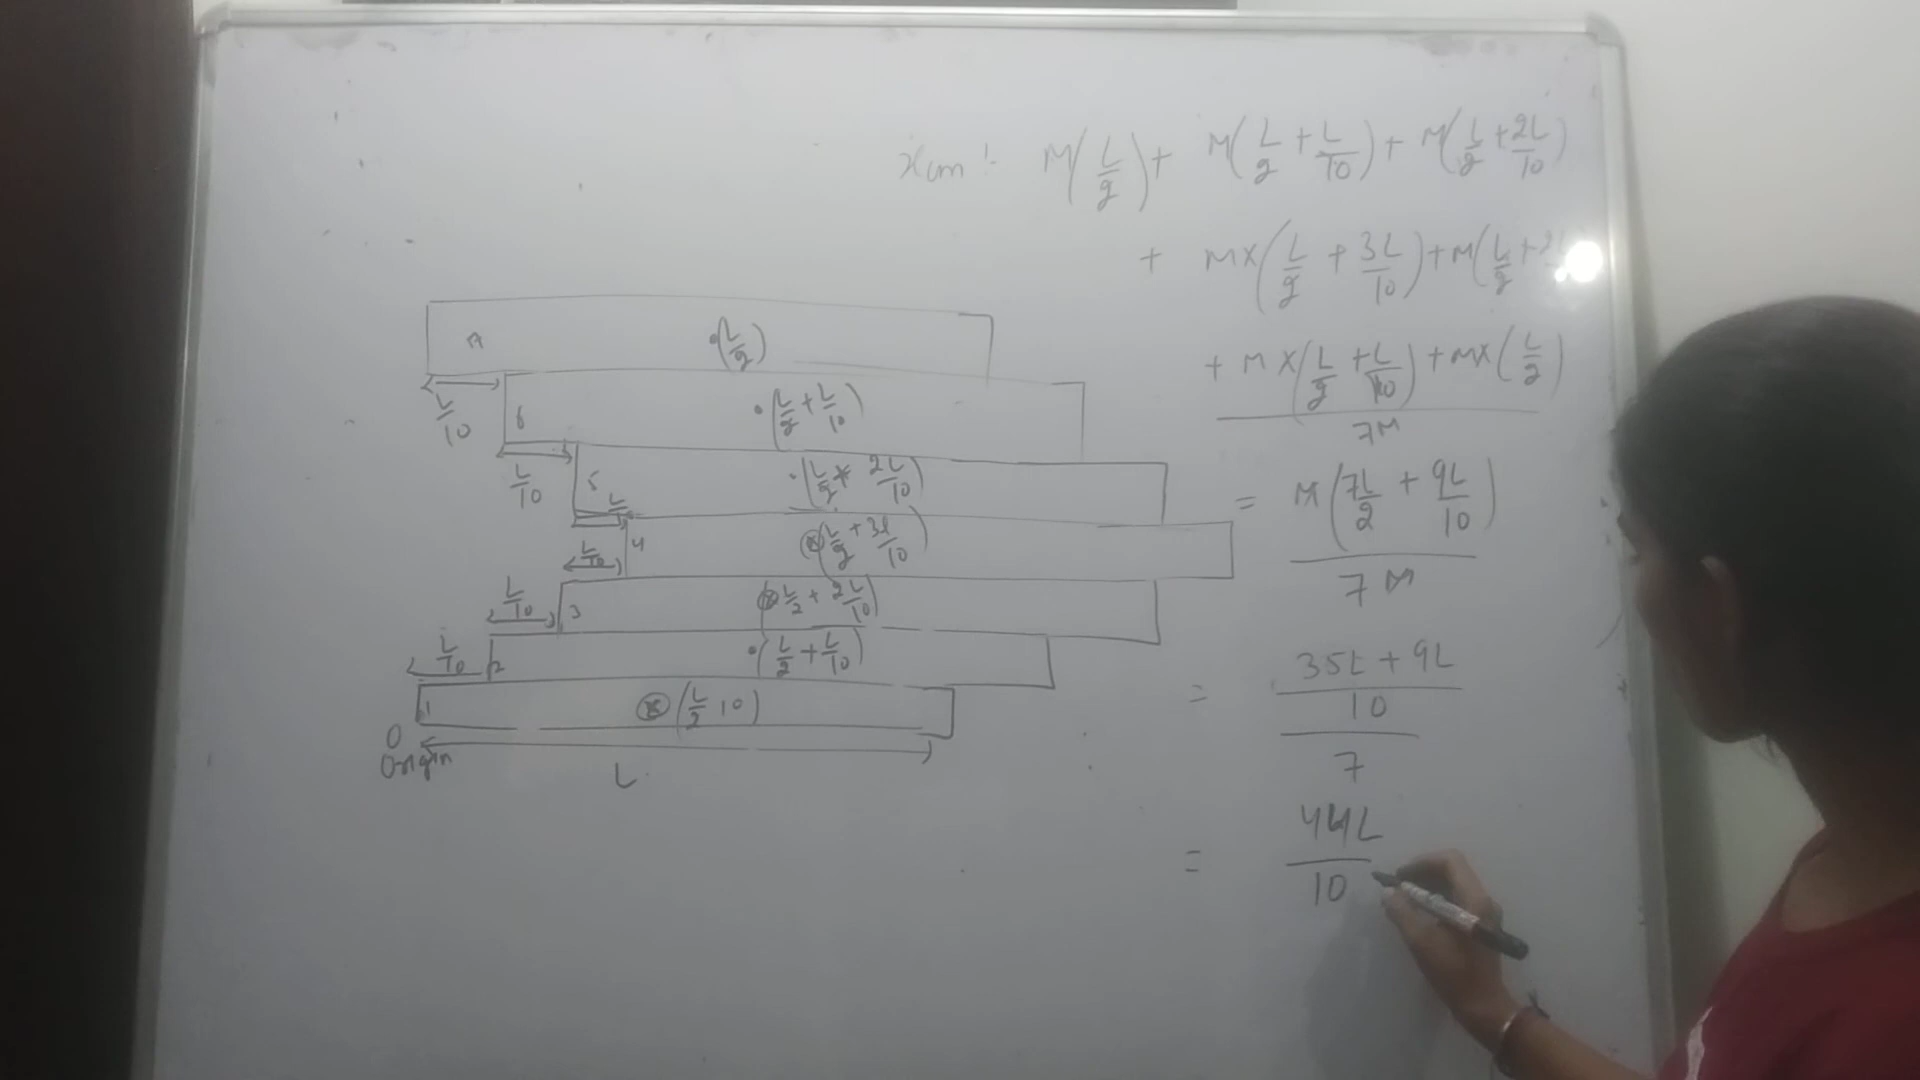 xcm :- M(L/2) + M(L/2 + L/10) + M(L/2 + 2L/10)
+ M×(L/2 + 3L/10) + M(L/2 + 2
+ M×(L/2 + L/10) + M×(L/2)
7M
= M(7L/2 + 9L/10)
7M
= 35L + 9L
10
7
= 44L
10
7 (L/2)
L/10
6 (L/2 + L/10)
L/10
5 (L/2 + 2L/10)
L/10
4 (L/2 + 3L/10)
L/10
3 (L/2 + 2L/10)
L/10
2 (L/2 + L/10)
1 (L/2 10)
O
Origin
L